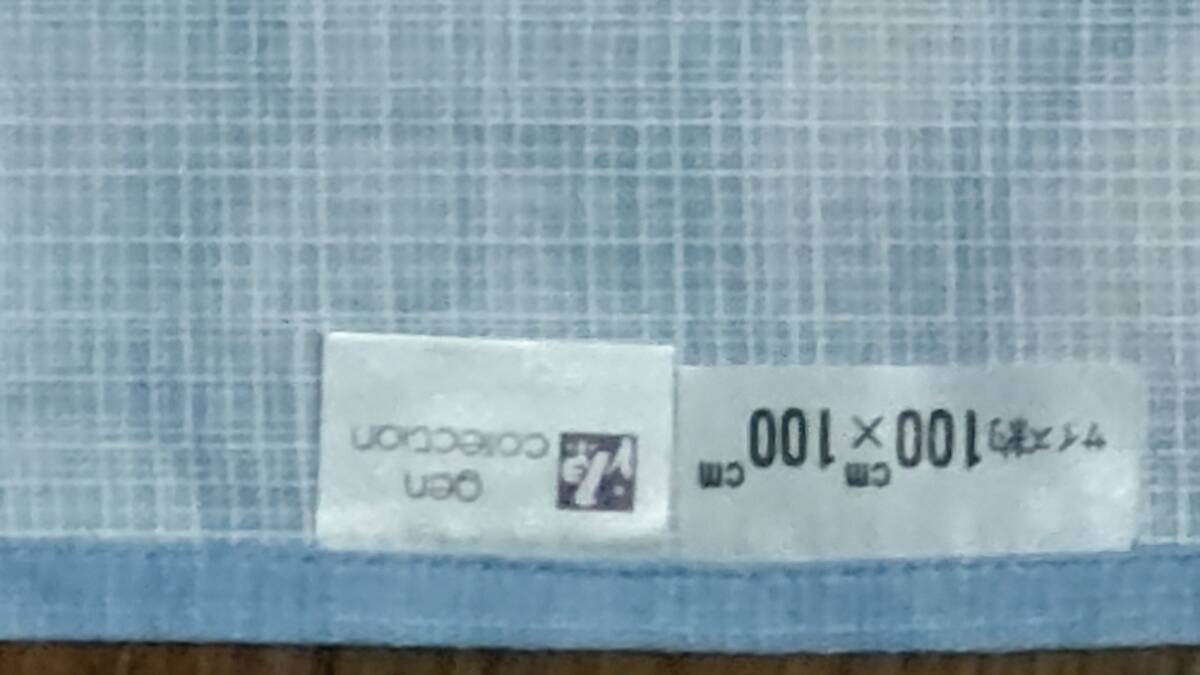 サイズ約100cm×100cm
gen
collection